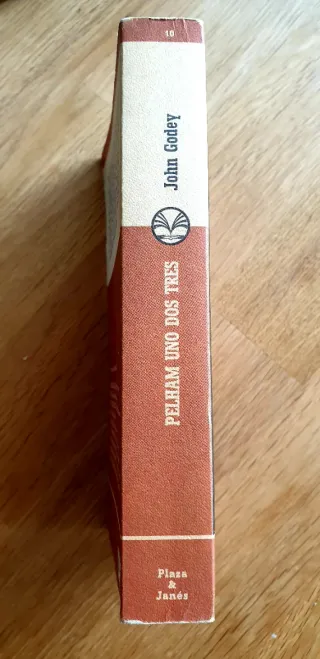 10
John Godey
PELHAM UNO DOS TRES
Plaza
&
Janés